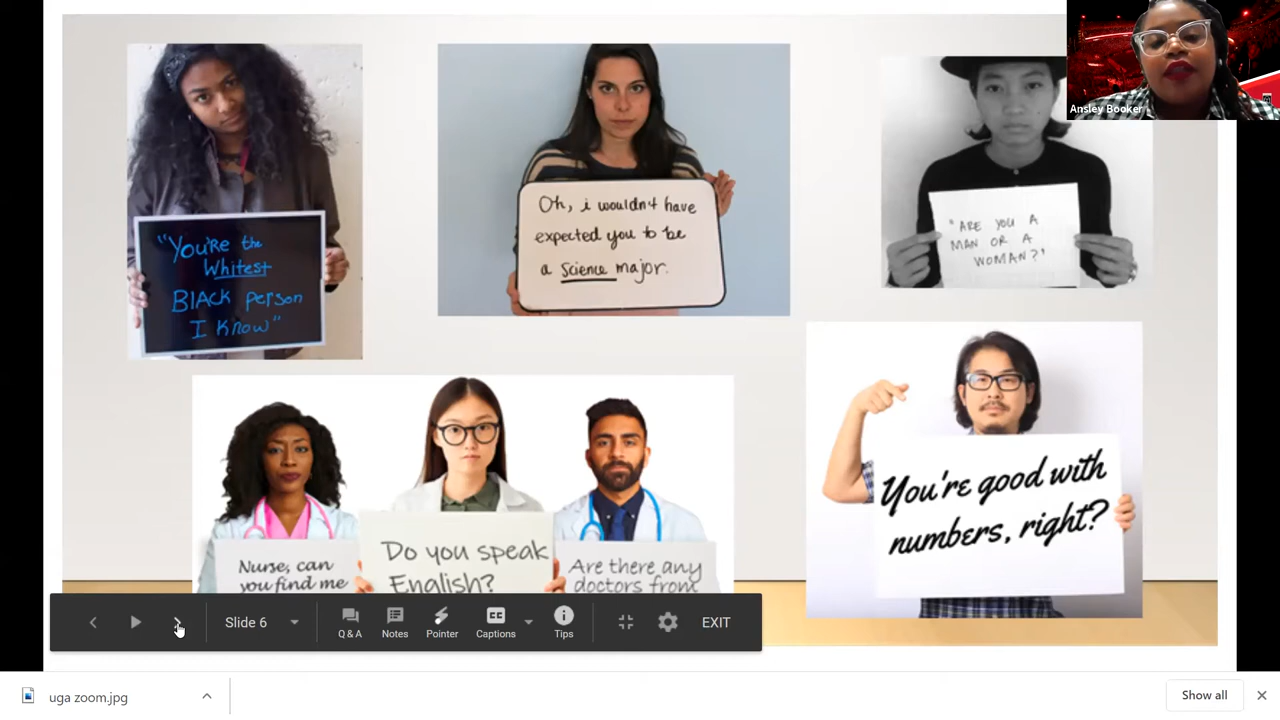 Ansley Booker
"You're the
Whitest
BlACK person
I know"
Oh, i wouldn't have
expected you to be
a science major.
"ARE YOU A
MAN OR A
WOMAN?"
Nurse, can
you find me
Do you speak
English?
Are there any
doctors from
You're good with
numbers, right?
Slide 6
Q & A
Notes
Pointer
CC
Captions
Tips
EXIT
uga zoom.jpg
Show all